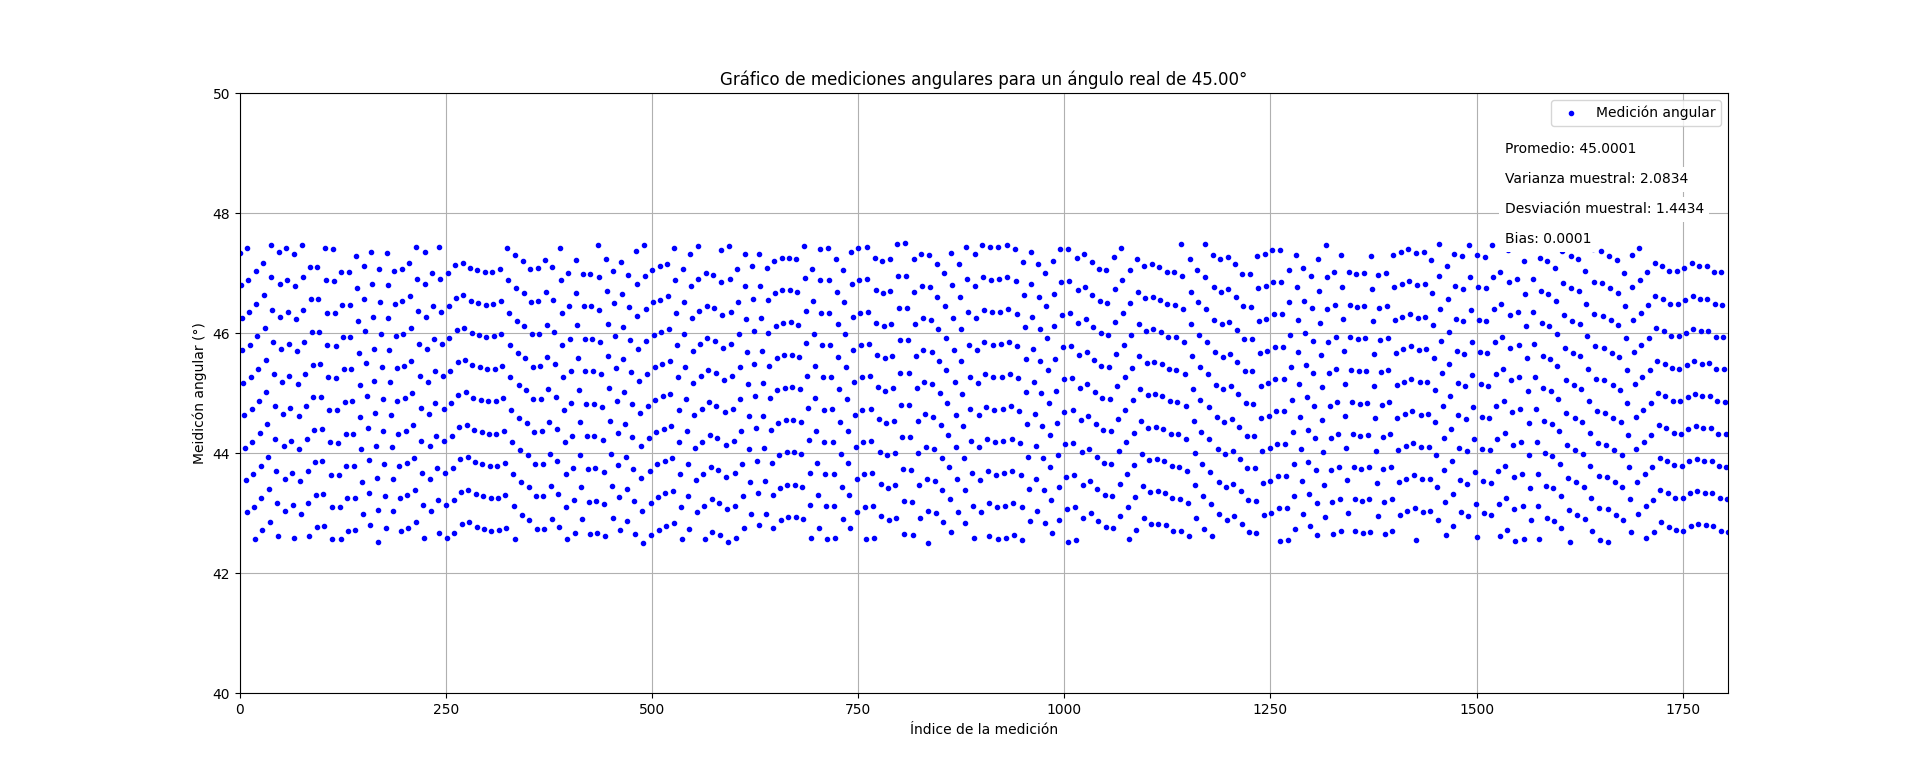 Gráfico de mediciones angulares para un ángulo real de 45.00°
Medición angular
Promedio: 45.0001
Varianza muestral: 2.0834
Desviación muestral: 1.4434
Bias: 0.0001
50
48
46
44
42
40
Meidición angular (°)
0
250
500
750
1000
1250
1500
1750
Índice de la medición